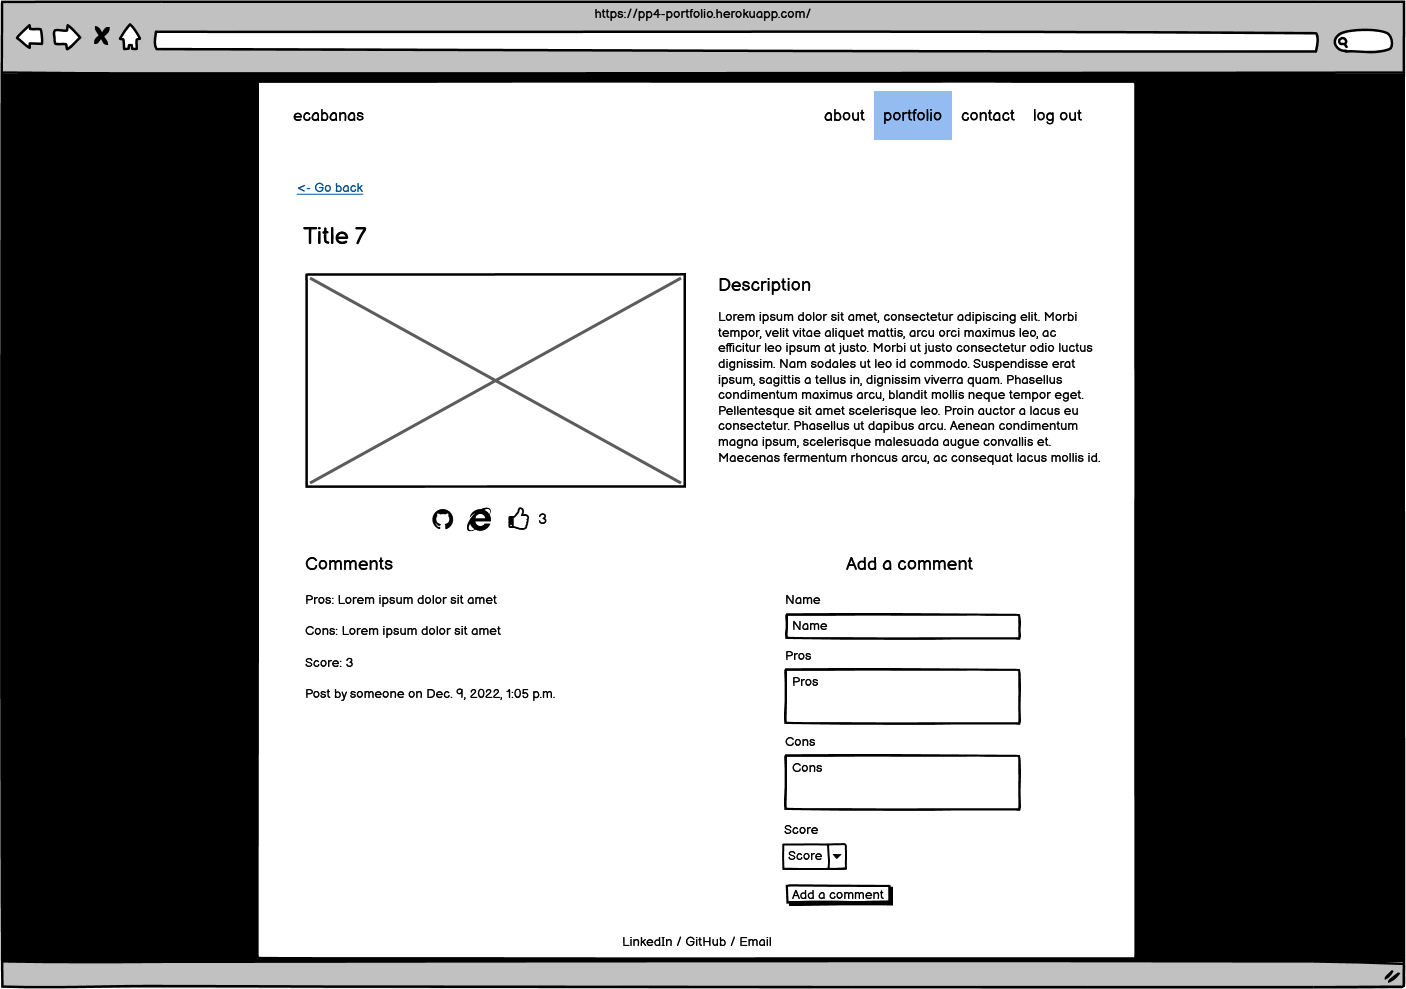 https://pp4-portfolio.herokuapp.com/
ecabanas
about portfolio contact log out
<- Go back
Title 7
Description
Lorem ipsum dolor sit amet, consectetur adipiscing elit. Morbi
tempor, velit vitae aliquet mattis, arcu orci maximus leo, ac
efficitur leo ipsum at justo. Morbi ut justo consectetur odio luctus
dignissim. Nam sodales ut leo id commodo. Suspendisse erat
ipsum, sagittis a tellus in, dignissim viverra quam. Phasellus
condimentum maximus arcu, blandit mollis neque tempor eget.
Pellentesque sit amet scelerisque leo. Proin auctor a lacus eu
consectetur. Phasellus ut dapibus arcu. Aenean condimentum
magna ipsum, scelerisque malesuada augue convallis et.
Maecenas fermentum rhoncus arcu, ac consequat lacus mollis id.
3
Comments
Pros: Lorem ipsum dolor sit amet
Cons: Lorem ipsum dolor sit amet
Score: 3
Post by someone on Dec. 9, 2022, 1:05 p.m.
Add a comment
Name
Name
Pros
Pros
Cons
Cons
Score
Score
Add a comment
LinkedIn / GitHub / Email